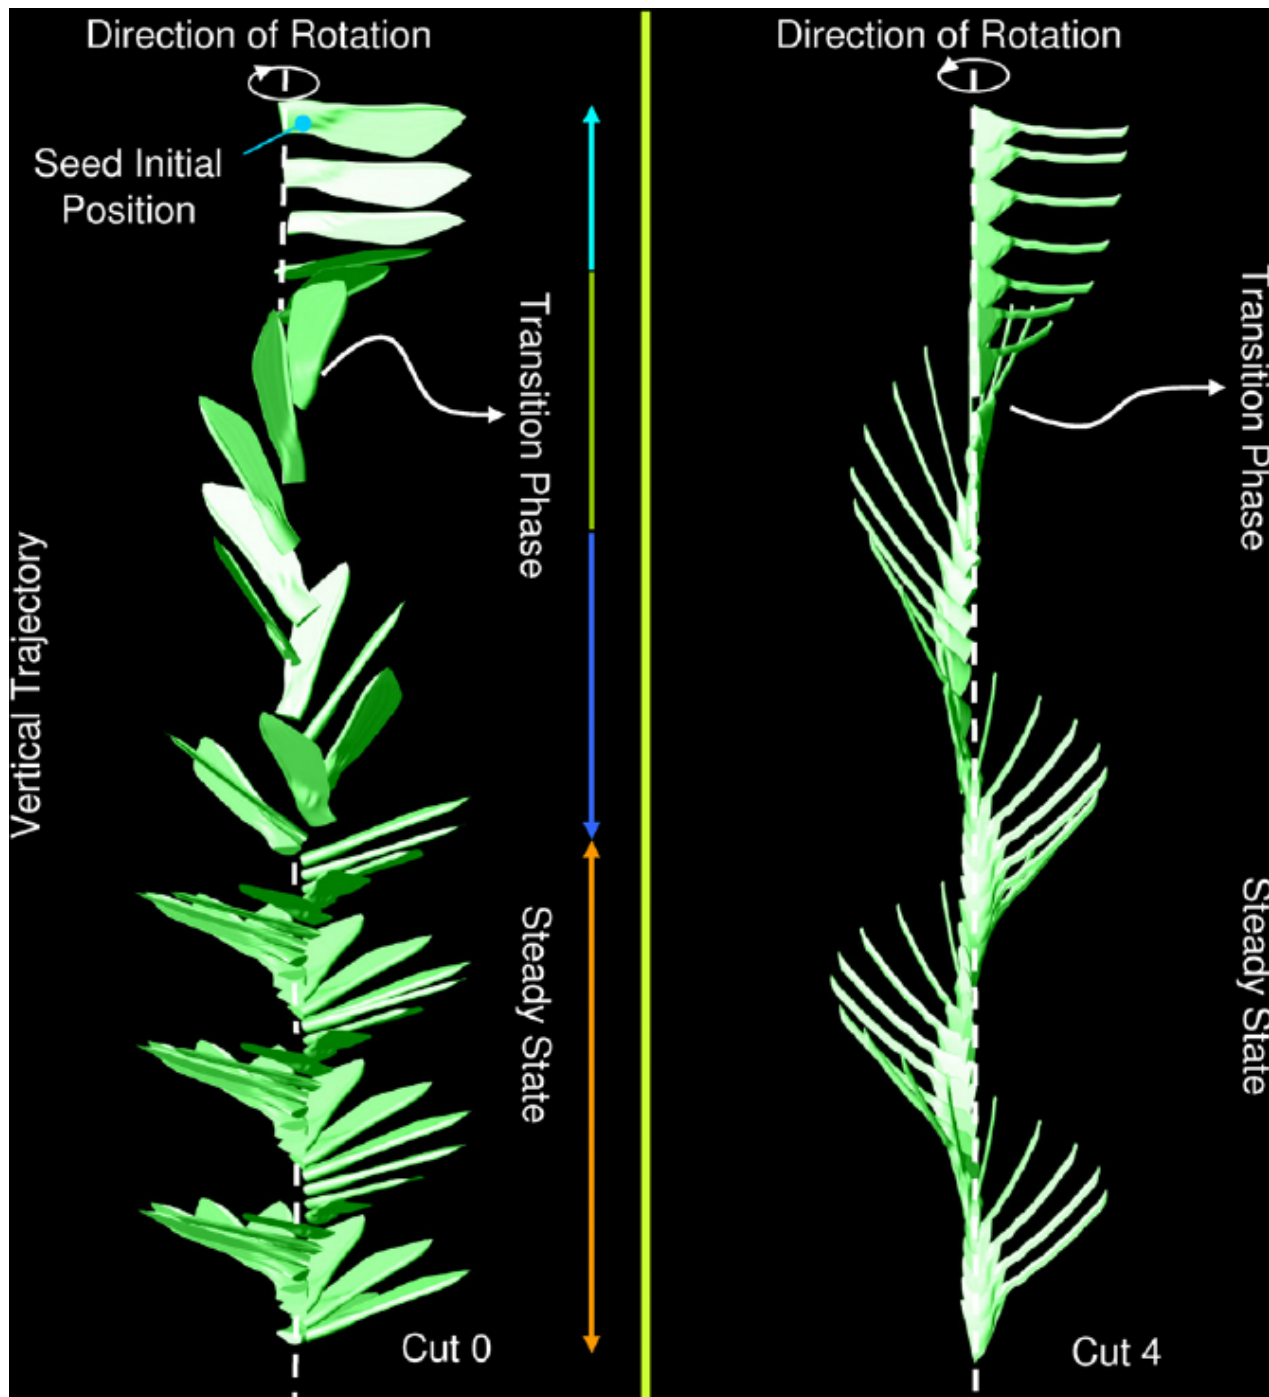 Direction of Rotation
Seed Initial
Position
Transition Phase
Vertical Trajectory
Steady State
Cut 0
Direction of Rotation
Transition Phase
Steady State
Cut 4